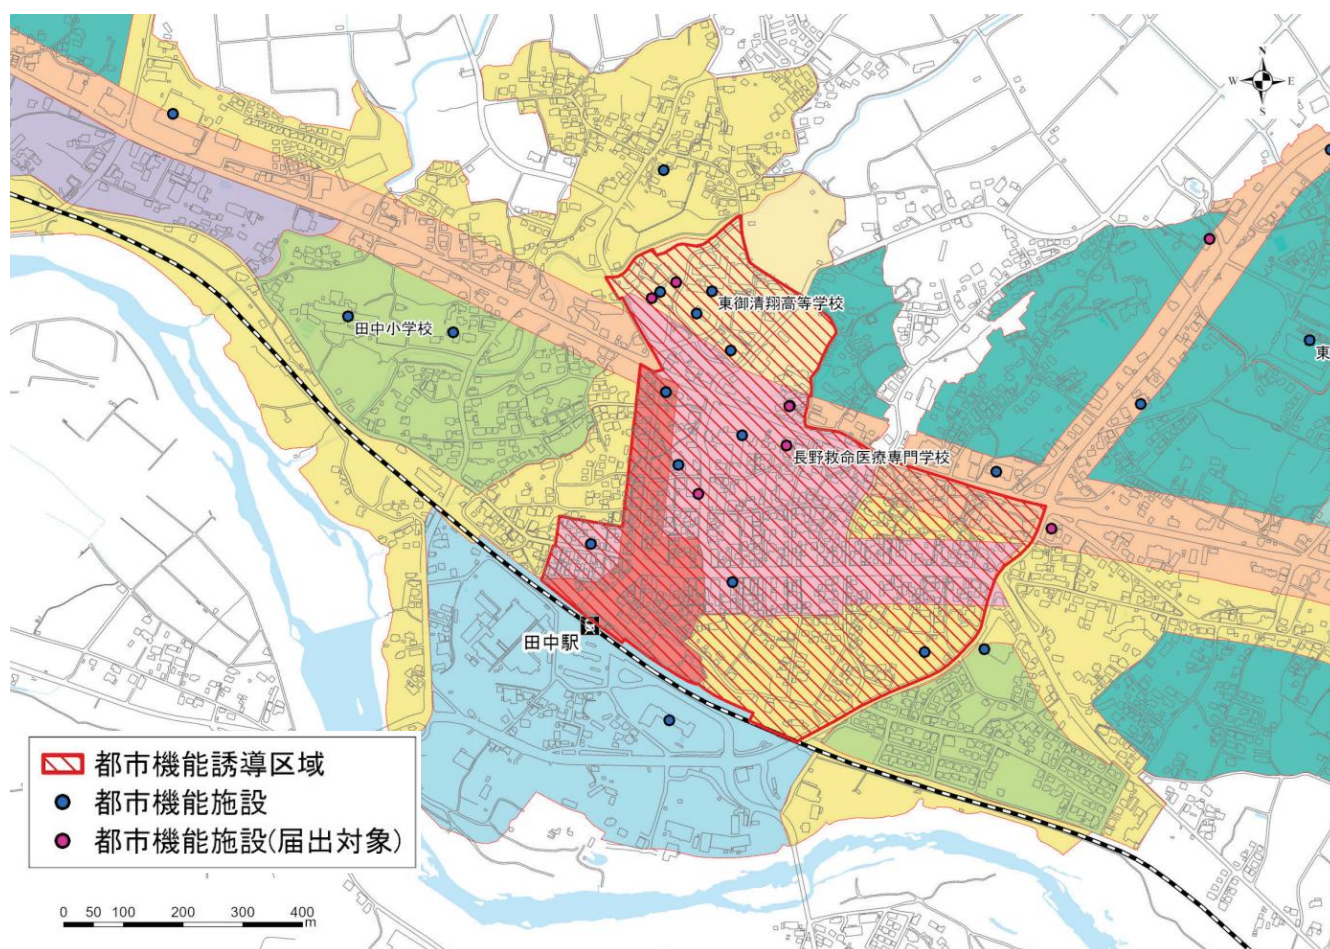 N
W E
S
東御清翔高等学校
田中小学校
東
長野救命医療専門学校
田中駅
都市機能誘導区域
都市機能施設
都市機能施設(届出対象)
0 50 100 200 300 400
m